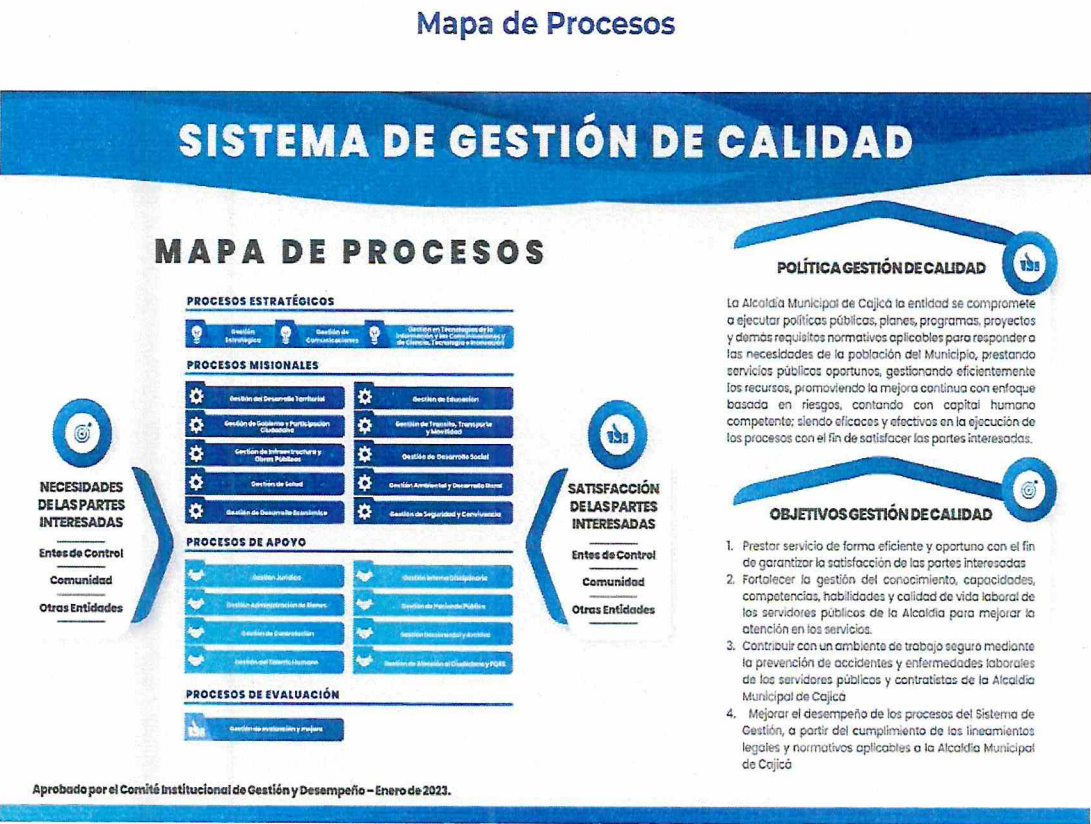 Mapa de Procesos
SISTEMA DE GESTIÓN DE CALIDAD
MAPA DE PROCESOS
PROCESOS ESTRATÉGICOS
Gestión
Estratégica
Gestión de
Comunicaciones
Gestión en Tecnologías de la
Información y las Comunicaciones y
de Ciencia, Tecnología e Innovación
PROCESOS MISIONALES
Gestión del Desarrollo Territorial
Gestión de Educación
Gestión de Gobierno y Participación
Ciudadana
Gestión de Tránsito, Transporte
y Movilidad
Gestión de Infraestructura y
Obras Públicas
Gestión de Desarrollo Social
Gestión de Salud
Gestión Ambiental y Desarrollo Rural
Gestión de Desarrollo Económico
Gestión de Seguridad y Convivencia
PROCESOS DE APOYO
Gestión Jurídica
Gestión Interna Disciplinaria
Gestión Administración de Bienes
Gestión de Hacienda Pública
Gestión de Contratación
Gestión Documental y Archivo
Gestión del Talento Humano
Gestión de Atención al Ciudadano y PQRS
PROCESOS DE EVALUACIÓN
Gestión de Evaluación y Mejora
NECESIDADES
DE LAS PARTES
INTERESADAS
Entes de Control
Comunidad
Otras Entidades
SATISFACCIÓN
DE LAS PARTES
INTERESADAS
Entes de Control
Comunidad
Otras Entidades
POLÍTICA GESTIÓN DE CALIDAD
La Alcaldía Municipal de Cajicá la entidad se compromete
a ejecutar políticas públicas, planes, programas, proyectos
y demás requisitos normativos aplicables para responder a
las necesidades de la población del Municipio, prestando
servicios públicos oportunos, gestionando eficientemente
los recursos, promoviendo la mejora continua con enfoque
basada en riesgos, contando con capital humano
competente; siendo eficaces y efectivos en la ejecución de
los procesos con el fin de satisfacer las partes interesadas.
OBJETIVOS GESTIÓN DE CALIDAD
1. Prestar servicio de forma eficiente y oportuno con el fin
de garantizar la satisfacción de las partes interesadas
2. Fortalecer la gestión del conocimiento, capacidades,
competencias, habilidades y calidad de vida laboral de
los servidores públicos de la Alcaldía para mejorar la
atención en los servicios.
3. Contribuir con un ambiente de trabajo seguro mediante
la prevención de accidentes y enfermedades laborales
de los servidores públicos y contratistas de la Alcaldía
Municipal de Cajicá
4. Mejorar el desempeño de los procesos del Sistema de
Gestión, a partir del cumplimiento de los lineamientos
legales y normativos aplicables a la Alcaldía Municipal
de Cajicá
Aprobado por el Comité Institucional de Gestión y Desempeño – Enero de 2023.